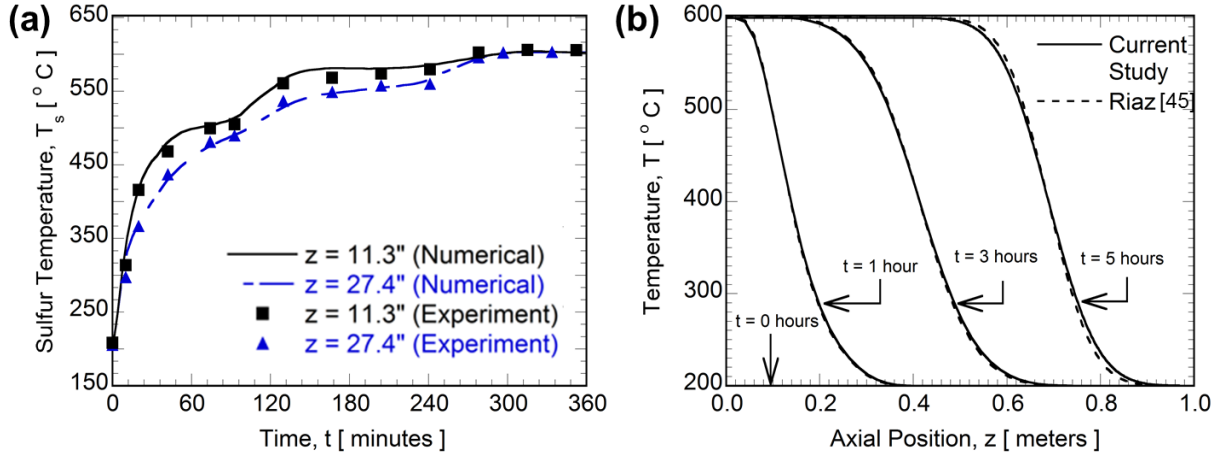 (a)
Sulfur Temperature, Ts [ ° C ]
650
550
450
350
250
150
z = 11.3" (Numerical)
z = 27.4" (Numerical)
z = 11.3" (Experiment)
z = 27.4" (Experiment)
0 60 120 180 240 300 360
Time, t [ minutes ]
(b)
Temperature, T [ ° C ]
600
500
400
300
200
Current
Study
Riaz [45]
t = 1 hour
t = 3 hours
t = 5 hours
t = 0 hours
0.0 0.2 0.4 0.6 0.8 1.0
Axial Position, z [ meters ]